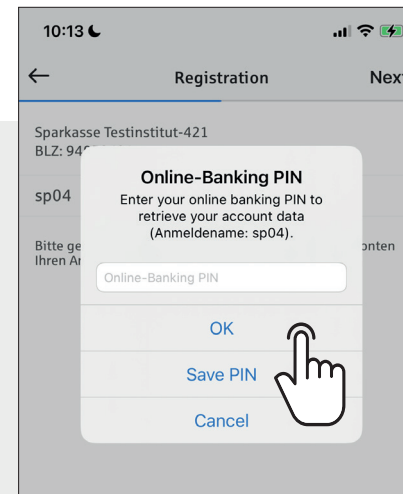 10:13
Registration
Next
Sparkasse Testinstitut-421
BLZ: 94
sp04
Online-Banking PIN
Enter your online banking PIN to
retrieve your account data
(Anmeldename: sp04).
Bitte ge
onten
Ihren An
Online-Banking PIN
OK
Save PIN
Cancel